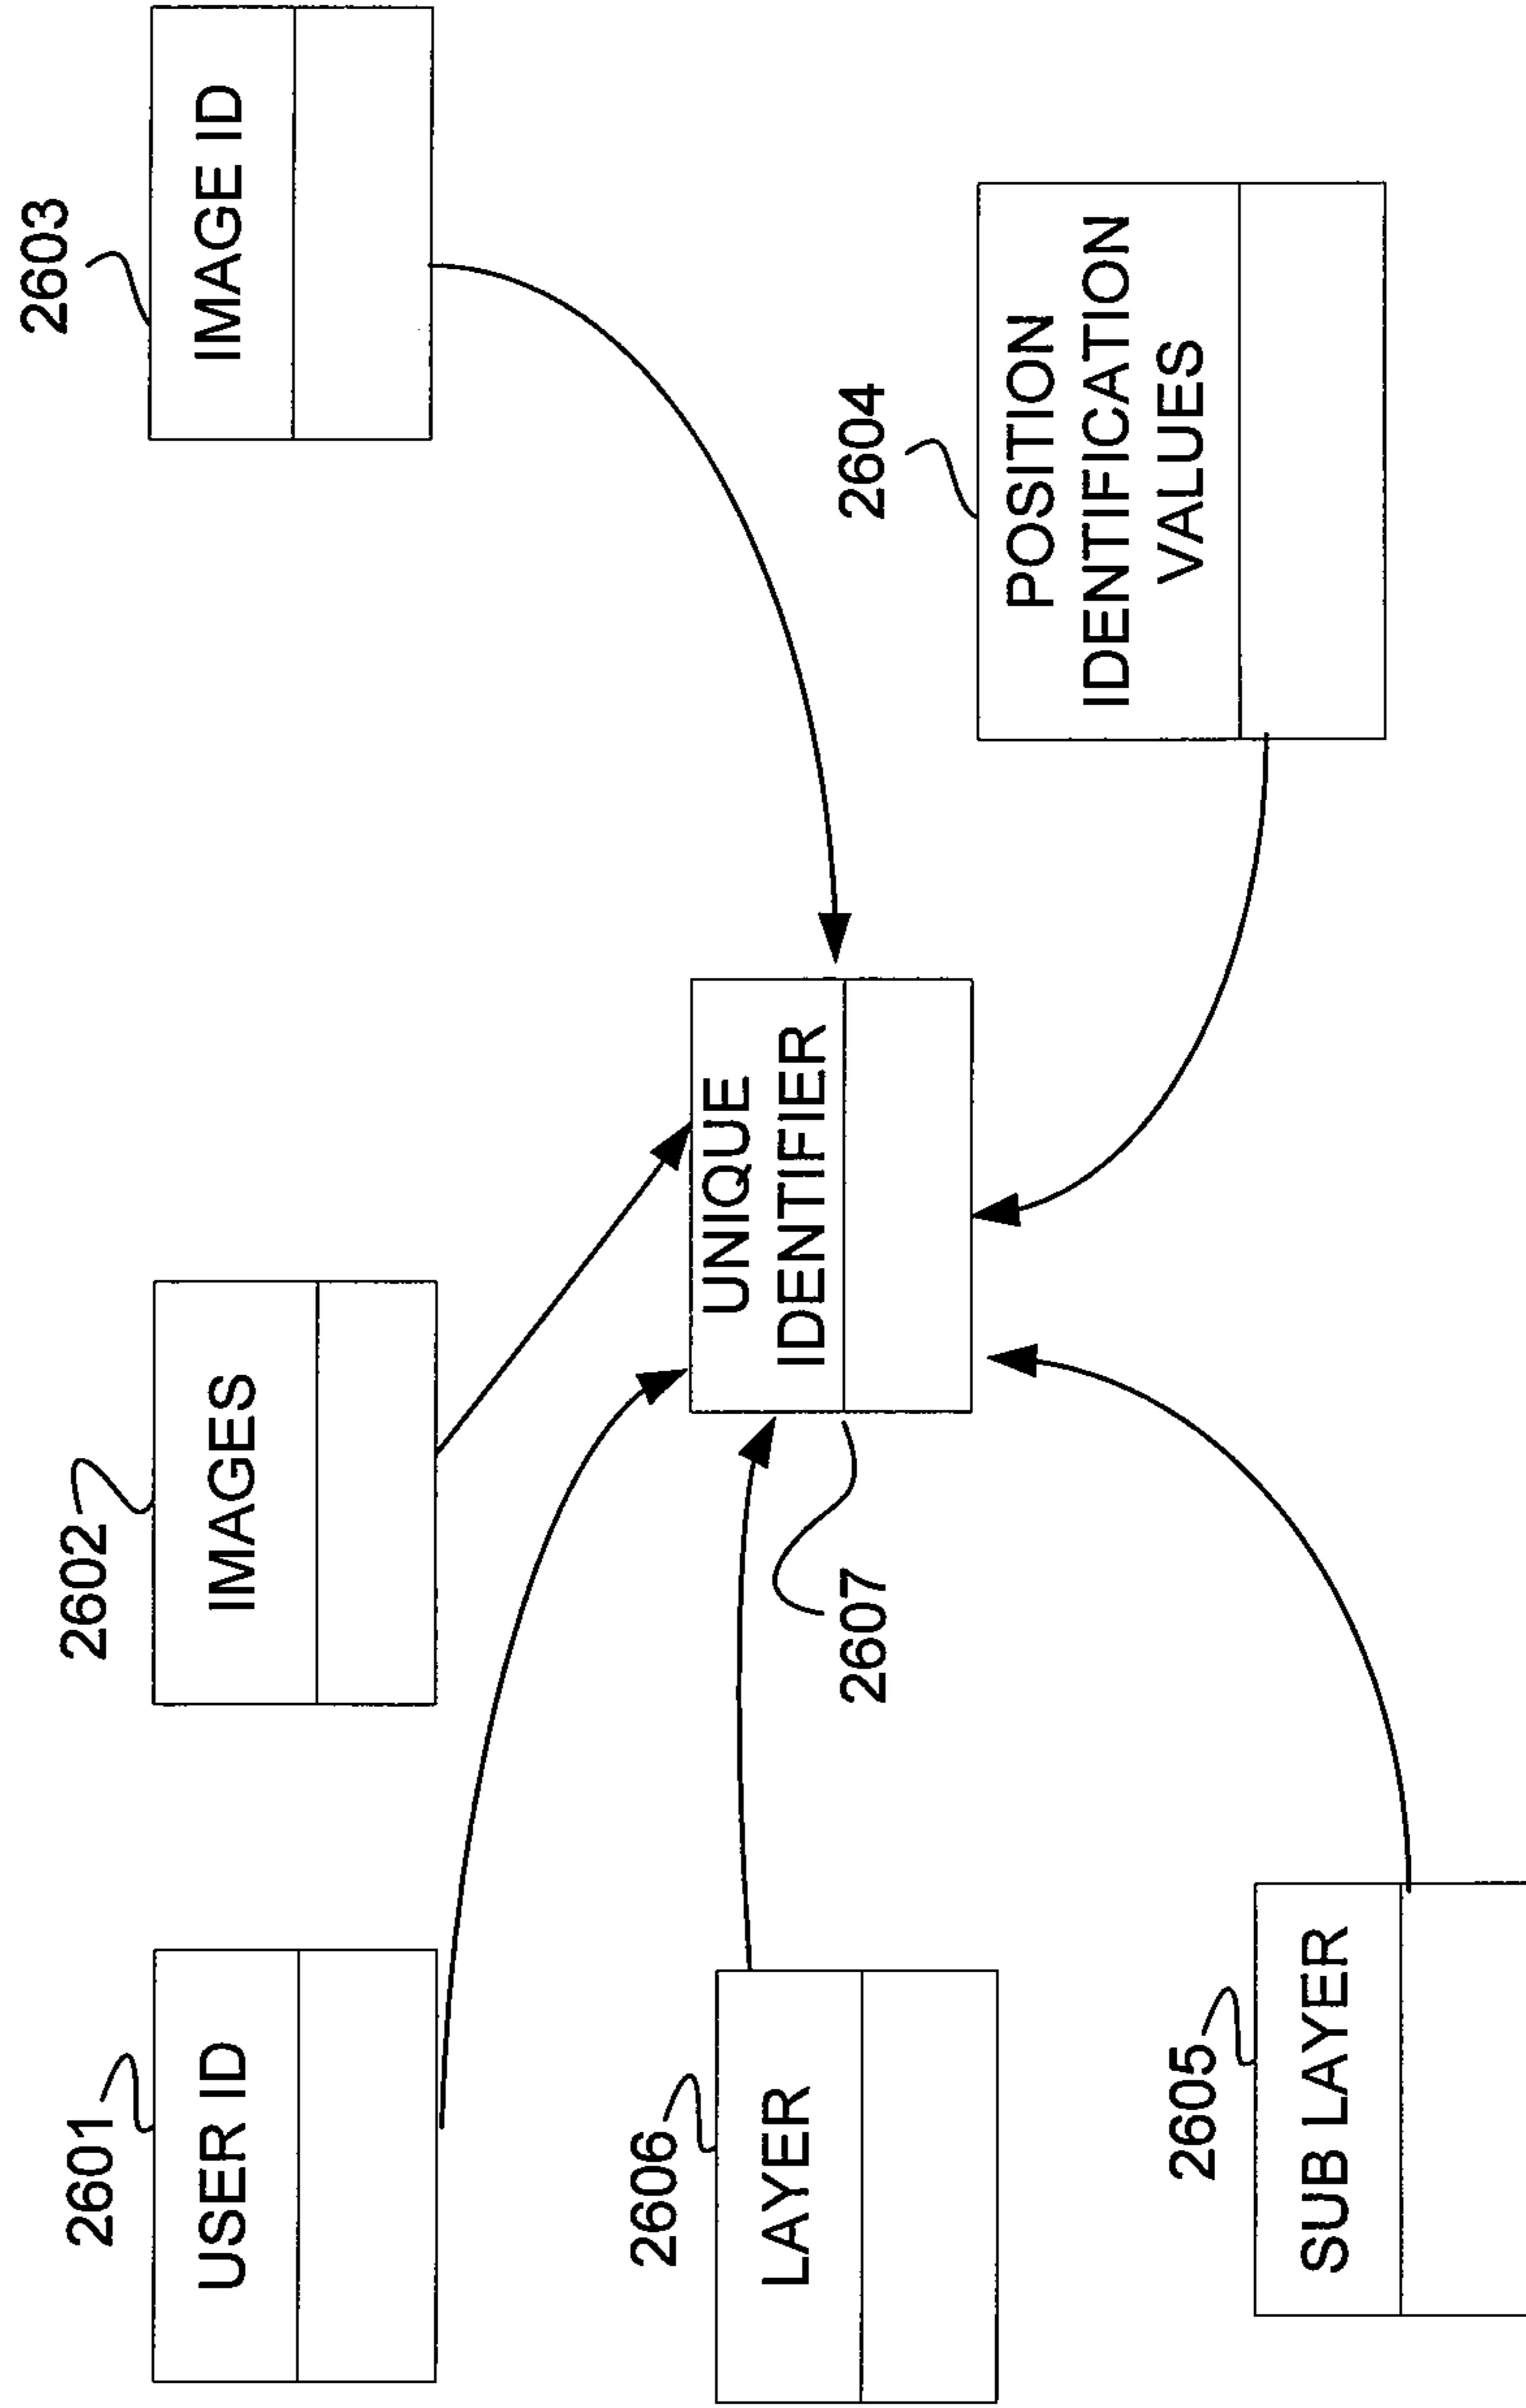 2601
USER ID
2602
IMAGES
2603
IMAGE ID
2606
LAYER
2607
UNIQUE
IDENTIFIER
2604
POSITION
IDENTIFICATION
VALUES
2605
SUB LAYER